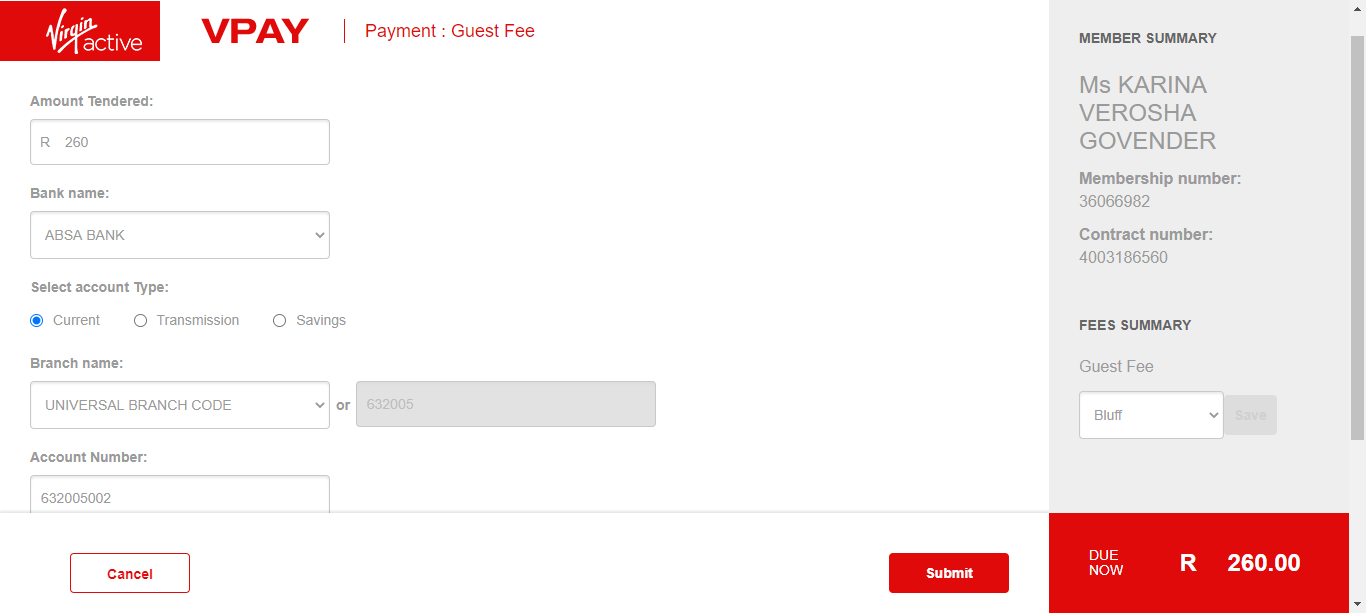 Virgin
active
VPAY
Payment : Guest Fee
Amount Tendered:
R 260
Bank name:
ABSA BANK
Select account Type:
Current Transmission Savings
Branch name:
UNIVERSAL BRANCH CODE or 632005
Account Number:
632005002
Cancel
Submit
MEMBER SUMMARY
Ms KARINA
VEROSHA
GOVENDER
Membership number:
36066982
Contract number:
4003186560
FEES SUMMARY
Guest Fee
Bluff Save
DUE
NOW
R 260.00